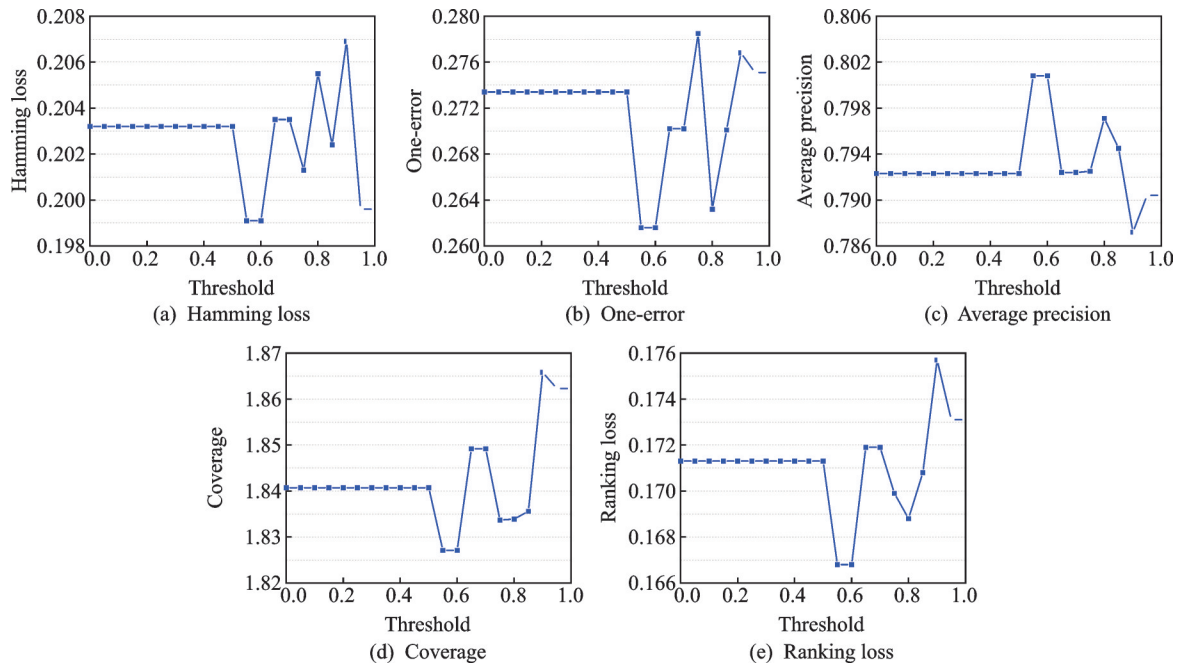 0.208
0.206
0.204
0.202
0.200
0.198
Hamming loss
0.0 0.2 0.4 0.6 0.8 1.0
Threshold
(a) Hamming loss
0.280
0.276
0.272
0.268
0.264
0.260
One-error
0.0 0.2 0.4 0.6 0.8 1.0
Threshold
(b) One-error
0.806
0.802
0.798
0.794
0.790
0.786
Average precision
0.0 0.2 0.4 0.6 0.8 1.0
Threshold
(c) Average precision
1.87
1.86
1.85
1.84
1.83
1.82
Coverage
0.0 0.2 0.4 0.6 0.8 1.0
Threshold
(d) Coverage
0.176
0.174
0.172
0.170
0.168
0.166
Ranking loss
0.0 0.2 0.4 0.6 0.8 1.0
Threshold
(e) Ranking loss